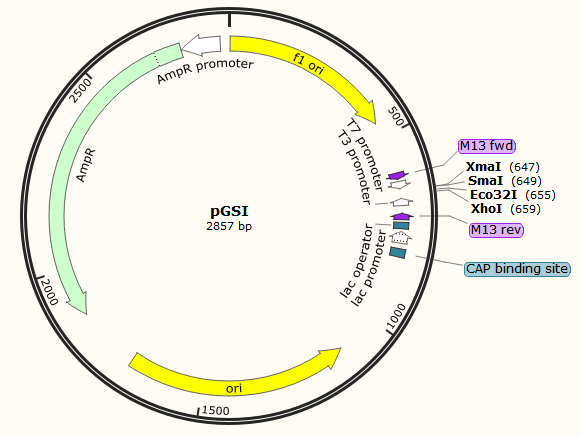 AmpR promoter
f1 ori
500
T7 promoter
T3 promoter
M13 fwd
XmaI (647)
SmaI (649)
Eco32I (655)
XhoI (659)
M13 rev
CAP binding site
lac operator
lac promoter
1000
ori
1500
2000
AmpR
2500
pGSI
2857 bp